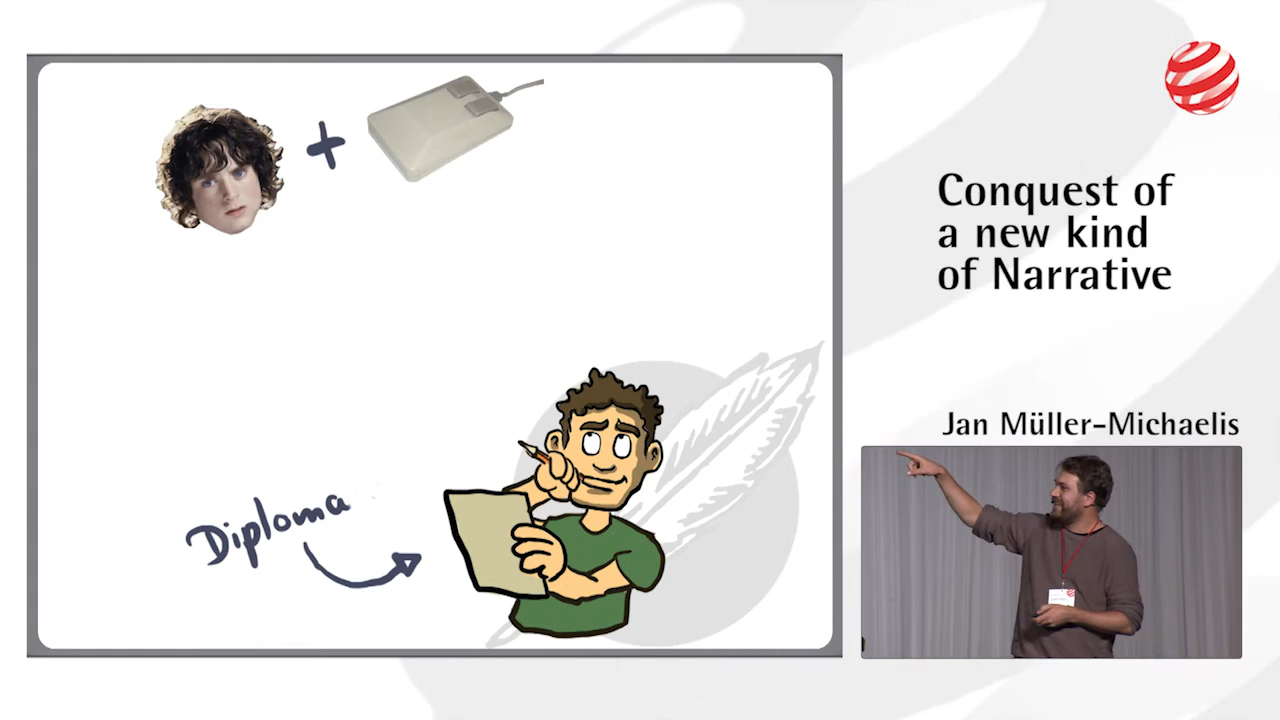 +
Diploma
Conquest of
a new kind
of Narrative
Jan Müller-Michaelis